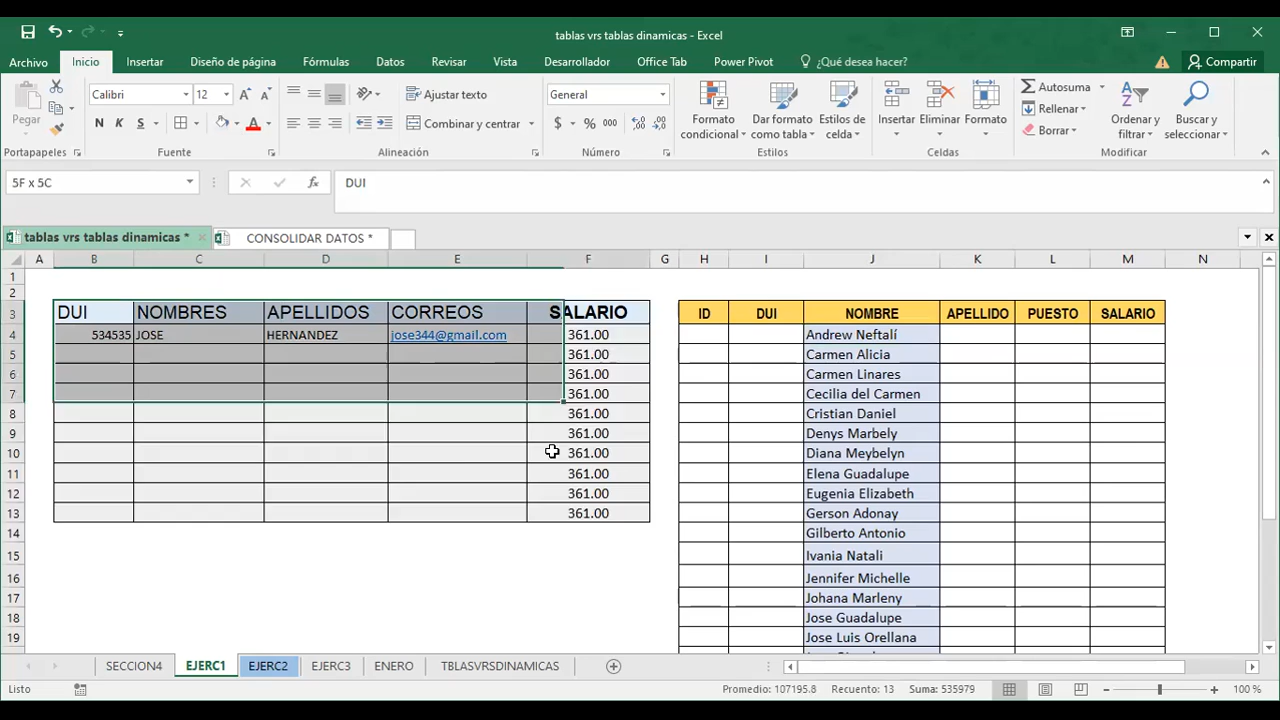 tablas vrs tablas dinamicas - Excel
Archivo Inicio Insertar Diseño de página Fórmulas Datos Revisar Vista Desarrollador Office Tab Power Pivot ¿Qué desea hacer? Compartir
Pegar
Portapapeles
Calibri 12
N K S
Fuente
Ajustar texto
Combinar y centrar
Alineación
General
$ % 000
Número
Formato condicional
Dar formato como tabla
Estilos de celda
Estilos
Insertar Eliminar Formato
Celdas
Autosuma
Rellenar
Borrar
Ordenar y filtrar
Buscar y seleccionar
Modificar
5F x 5C fx DUI
tablas vrs tablas dinamicas * CONSOLIDAR DATOS *
A B C D E F G H I J K L M N
1
2
3 DUI NOMBRES APELLIDOS CORREOS SALARIO ID DUI NOMBRE APELLIDO PUESTO SALARIO
4 534535 JOSE HERNANDEZ jose344@gmail.com 361.00 Andrew Neftalí
5 361.00 Carmen Alicia
6 361.00 Carmen Linares
7 361.00 Cecilia del Carmen
8 361.00 Cristian Daniel
9 361.00 Denys Marbely
10 361.00 Diana Meybelyn
11 361.00 Elena Guadalupe
12 361.00 Eugenia Elizabeth
13 361.00 Gerson Adonay
14 Gilberto Antonio
15 Ivania Natali
16 Jennifer Michelle
17 Johana Marleny
18 Jose Guadalupe
19 Jose Luis Orellana
SECCION4 EJERC1 EJERC2 EJERC3 ENERO TBLASVRSDINAMICAS
Listo Promedio: 107195.8 Recuento: 13 Suma: 535979 100 %